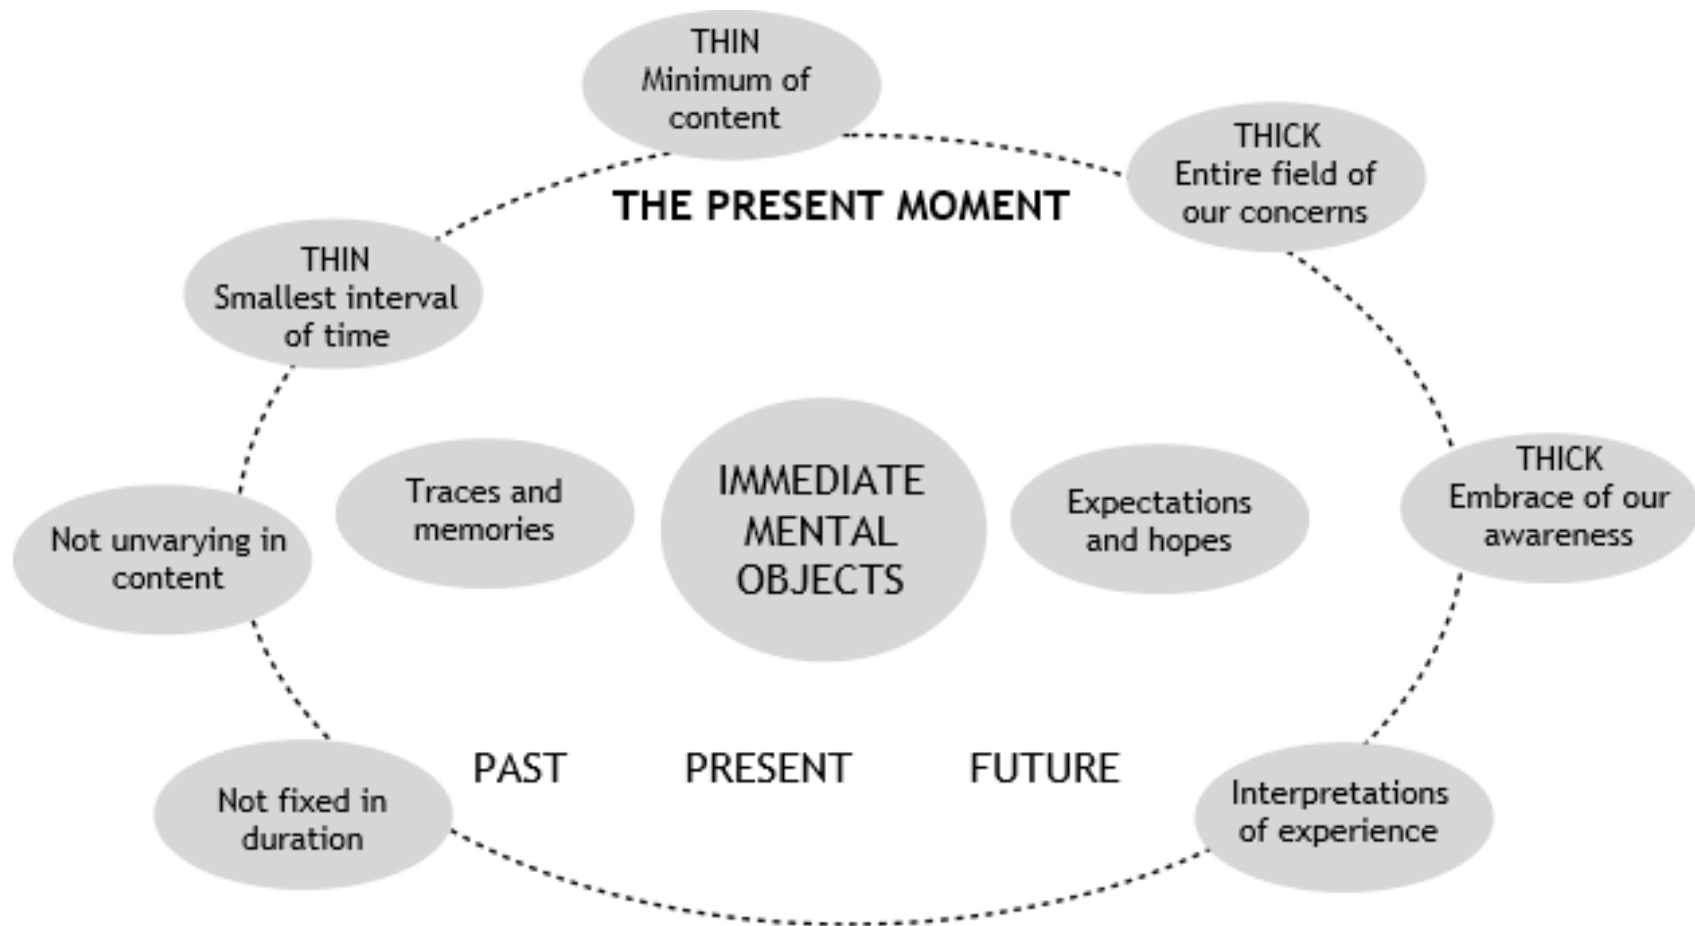 THIN
Minimum of
content
THICK
Entire field of
our concerns
THE PRESENT MOMENT
THIN
Smallest interval
of time
Traces and
memories
IMMEDIATE
MENTAL
OBJECTS
Expectations
and hopes
THICK
Embrace of our
awareness
Not unvarying in
content
PAST PRESENT FUTURE
Not fixed in
duration
Interpretations
of experience